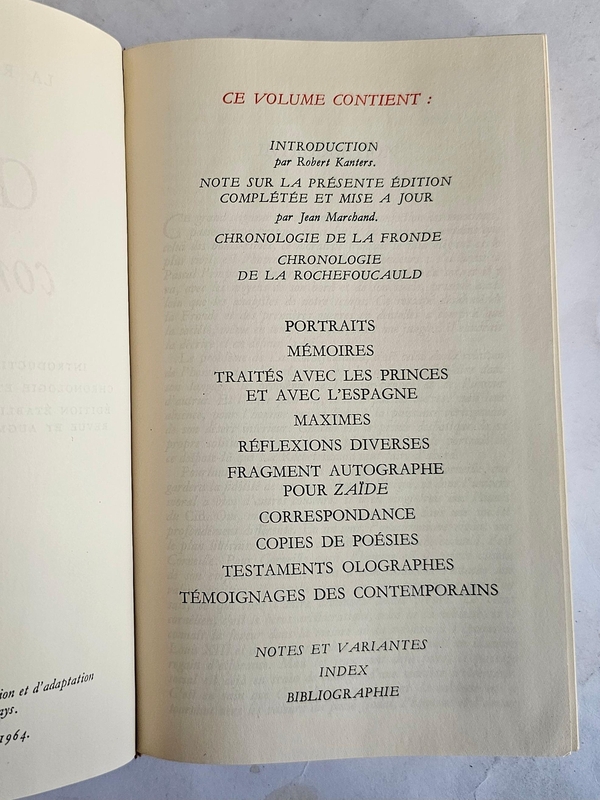 CE VOLUME CONTIENT :
INTRODUCTION
par Robert Kanters.
NOTE SUR LA PRÉSENTE ÉDITION
COMPLÉTÉE ET MISE A JOUR
par Jean Marchand.
CHRONOLOGIE DE LA FRONDE
CHRONOLOGIE
DE LA ROCHEFOUCAULD
PORTRAITS
MÉMOIRES
TRAITÉS AVEC LES PRINCES
ET AVEC L'ESPAGNE
MAXIMES
RÉFLEXIONS DIVERSES
FRAGMENT AUTOGRAPHE
POUR ZAÏDE
CORRESPONDANCE
COPIES DE POÉSIES
TESTAMENTS OLOGRAPHES
TÉMOIGNAGES DES CONTEMPORAINS
NOTES ET VARIANTES
INDEX
BIBLIOGRAPHIE
et d'adaptation
1964.